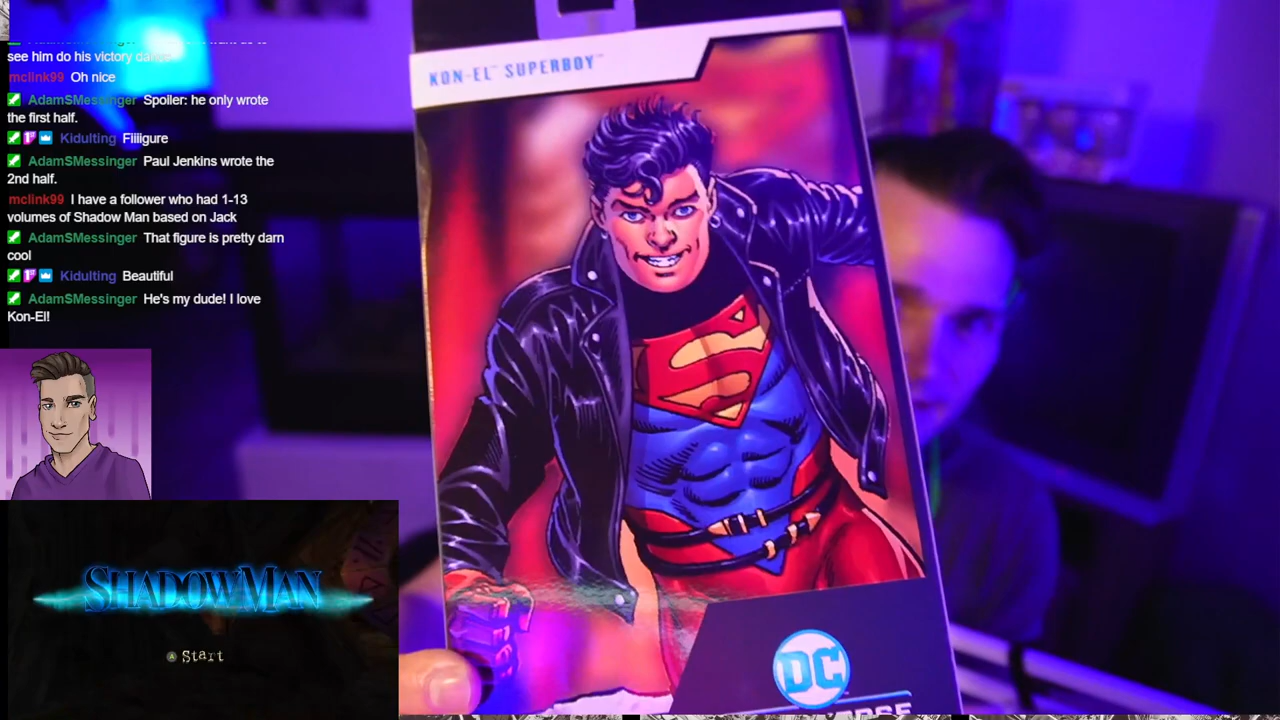 see him do his victory dance...
mclink99 Oh nice
AdamSMessinger Spoiler: he only wrote
the first half.
Kidulting Fiiiigure
AdamSMessinger Paul Jenkins wrote the
2nd half.
mclink99 I have a follower who had 1-13
volumes of Shadow Man based on Jack
AdamSMessinger That figure is pretty darn
cool
Kidulting Beautiful
AdamSMessinger He's my dude! I love
Kon-El!
KON-EL™ SUPERBOY™
SHADOWMAN
A Start
DC